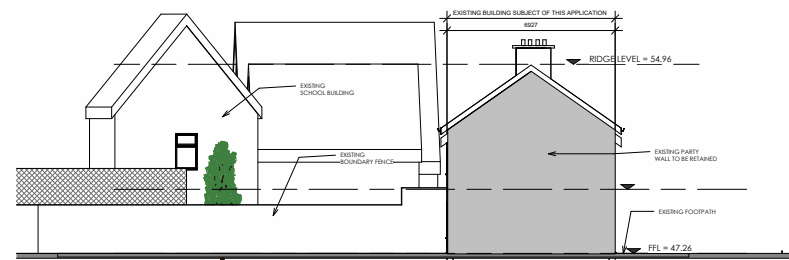 EXISTING BUILDING SUBJECT OF THIS APPLICATION
6927
RIDGE LEVEL = 54.96
EXISTING
SCHOOL BUILDING
EXISTING
BOUNDARY FENCE
EXISTING PARTY
WALL TO BE RETAINED
EXISTING FOOTPATH
FFL = 47.26